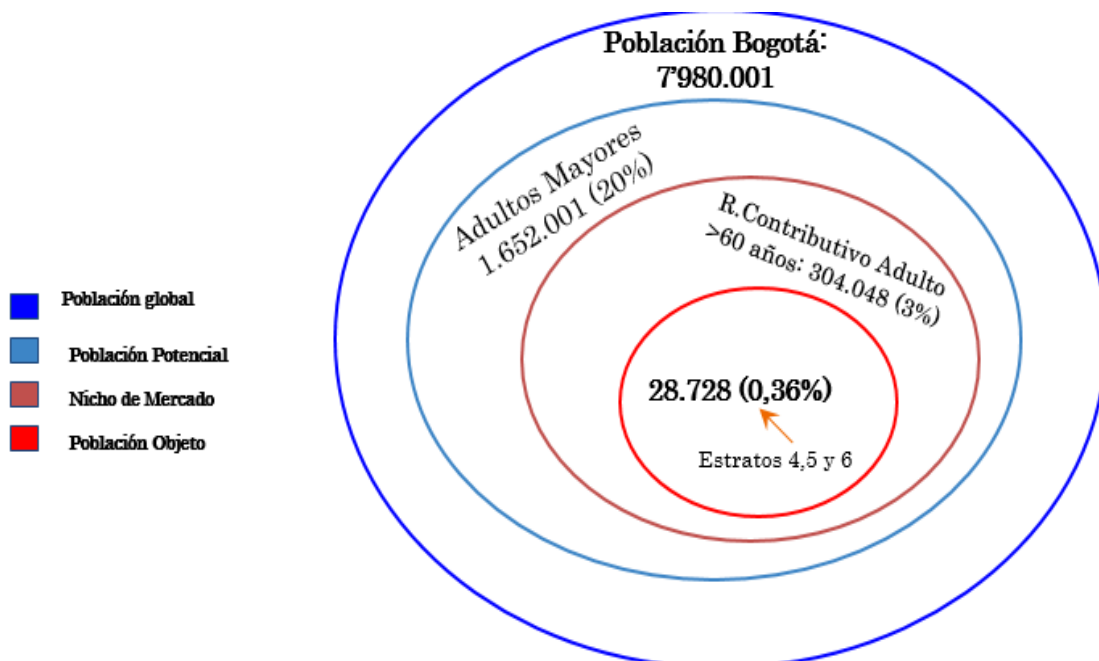 Población Bogotá:
7'980.001
Adultos Mayores
1.652.001 (20%)
R.Contributivo Adulto
>60 años: 304.048 (3%)
28.728 (0,36%)
Estratos 4,5 y 6
Población global
Población Potencial
Nicho de Mercado
Población Objeto